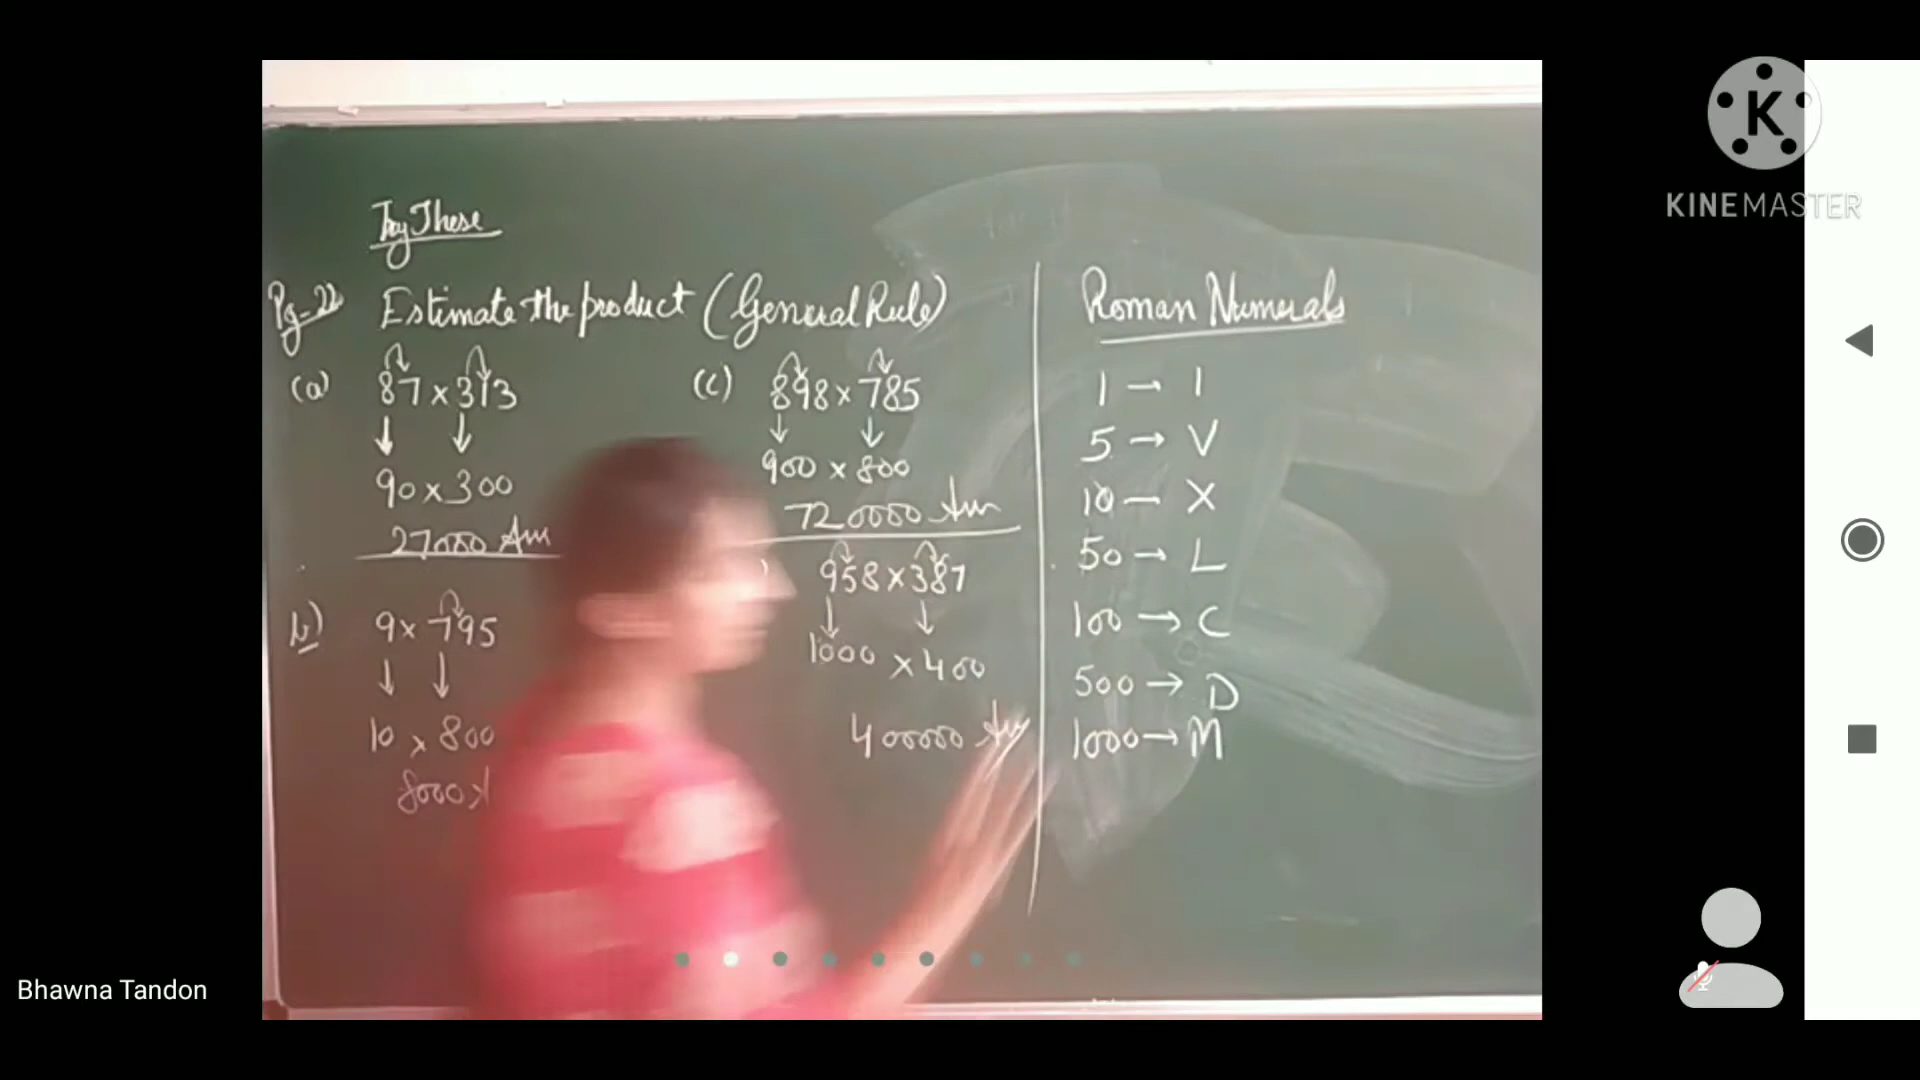 Try These
Pg-22 Estimate the product (General Rule)
(a) 87 × 313
90 × 300
27000 Ans
b) 9 × 795
10 × 800
8000
(c) 898 × 785
900 × 800
720000 Ans
) 958 × 387
1000 × 400
400000 Ans
Roman Numerals
1 → I
5 → V
10 — X
50 → L
100 → C
500 → D
1000 → M
K
KINEMASTER
Bhawna Tandon